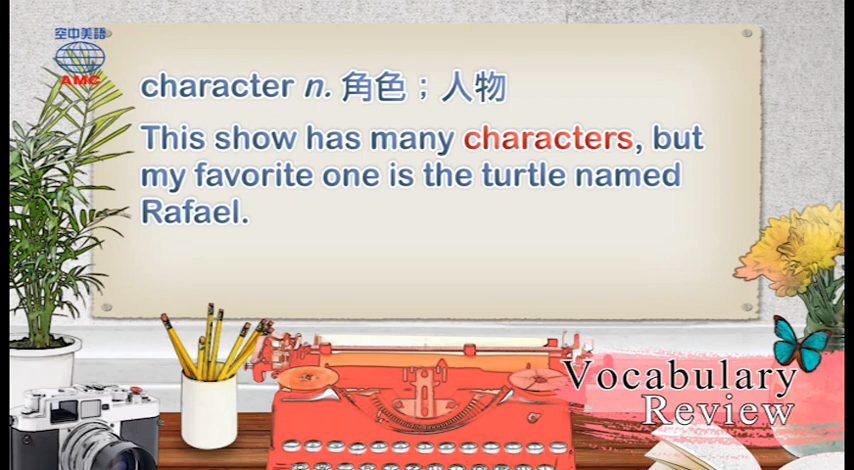 空中美語
AMC
character n. 角色；人物
This show has many characters, but
my favorite one is the turtle named
Rafael.
Vocabulary
Review